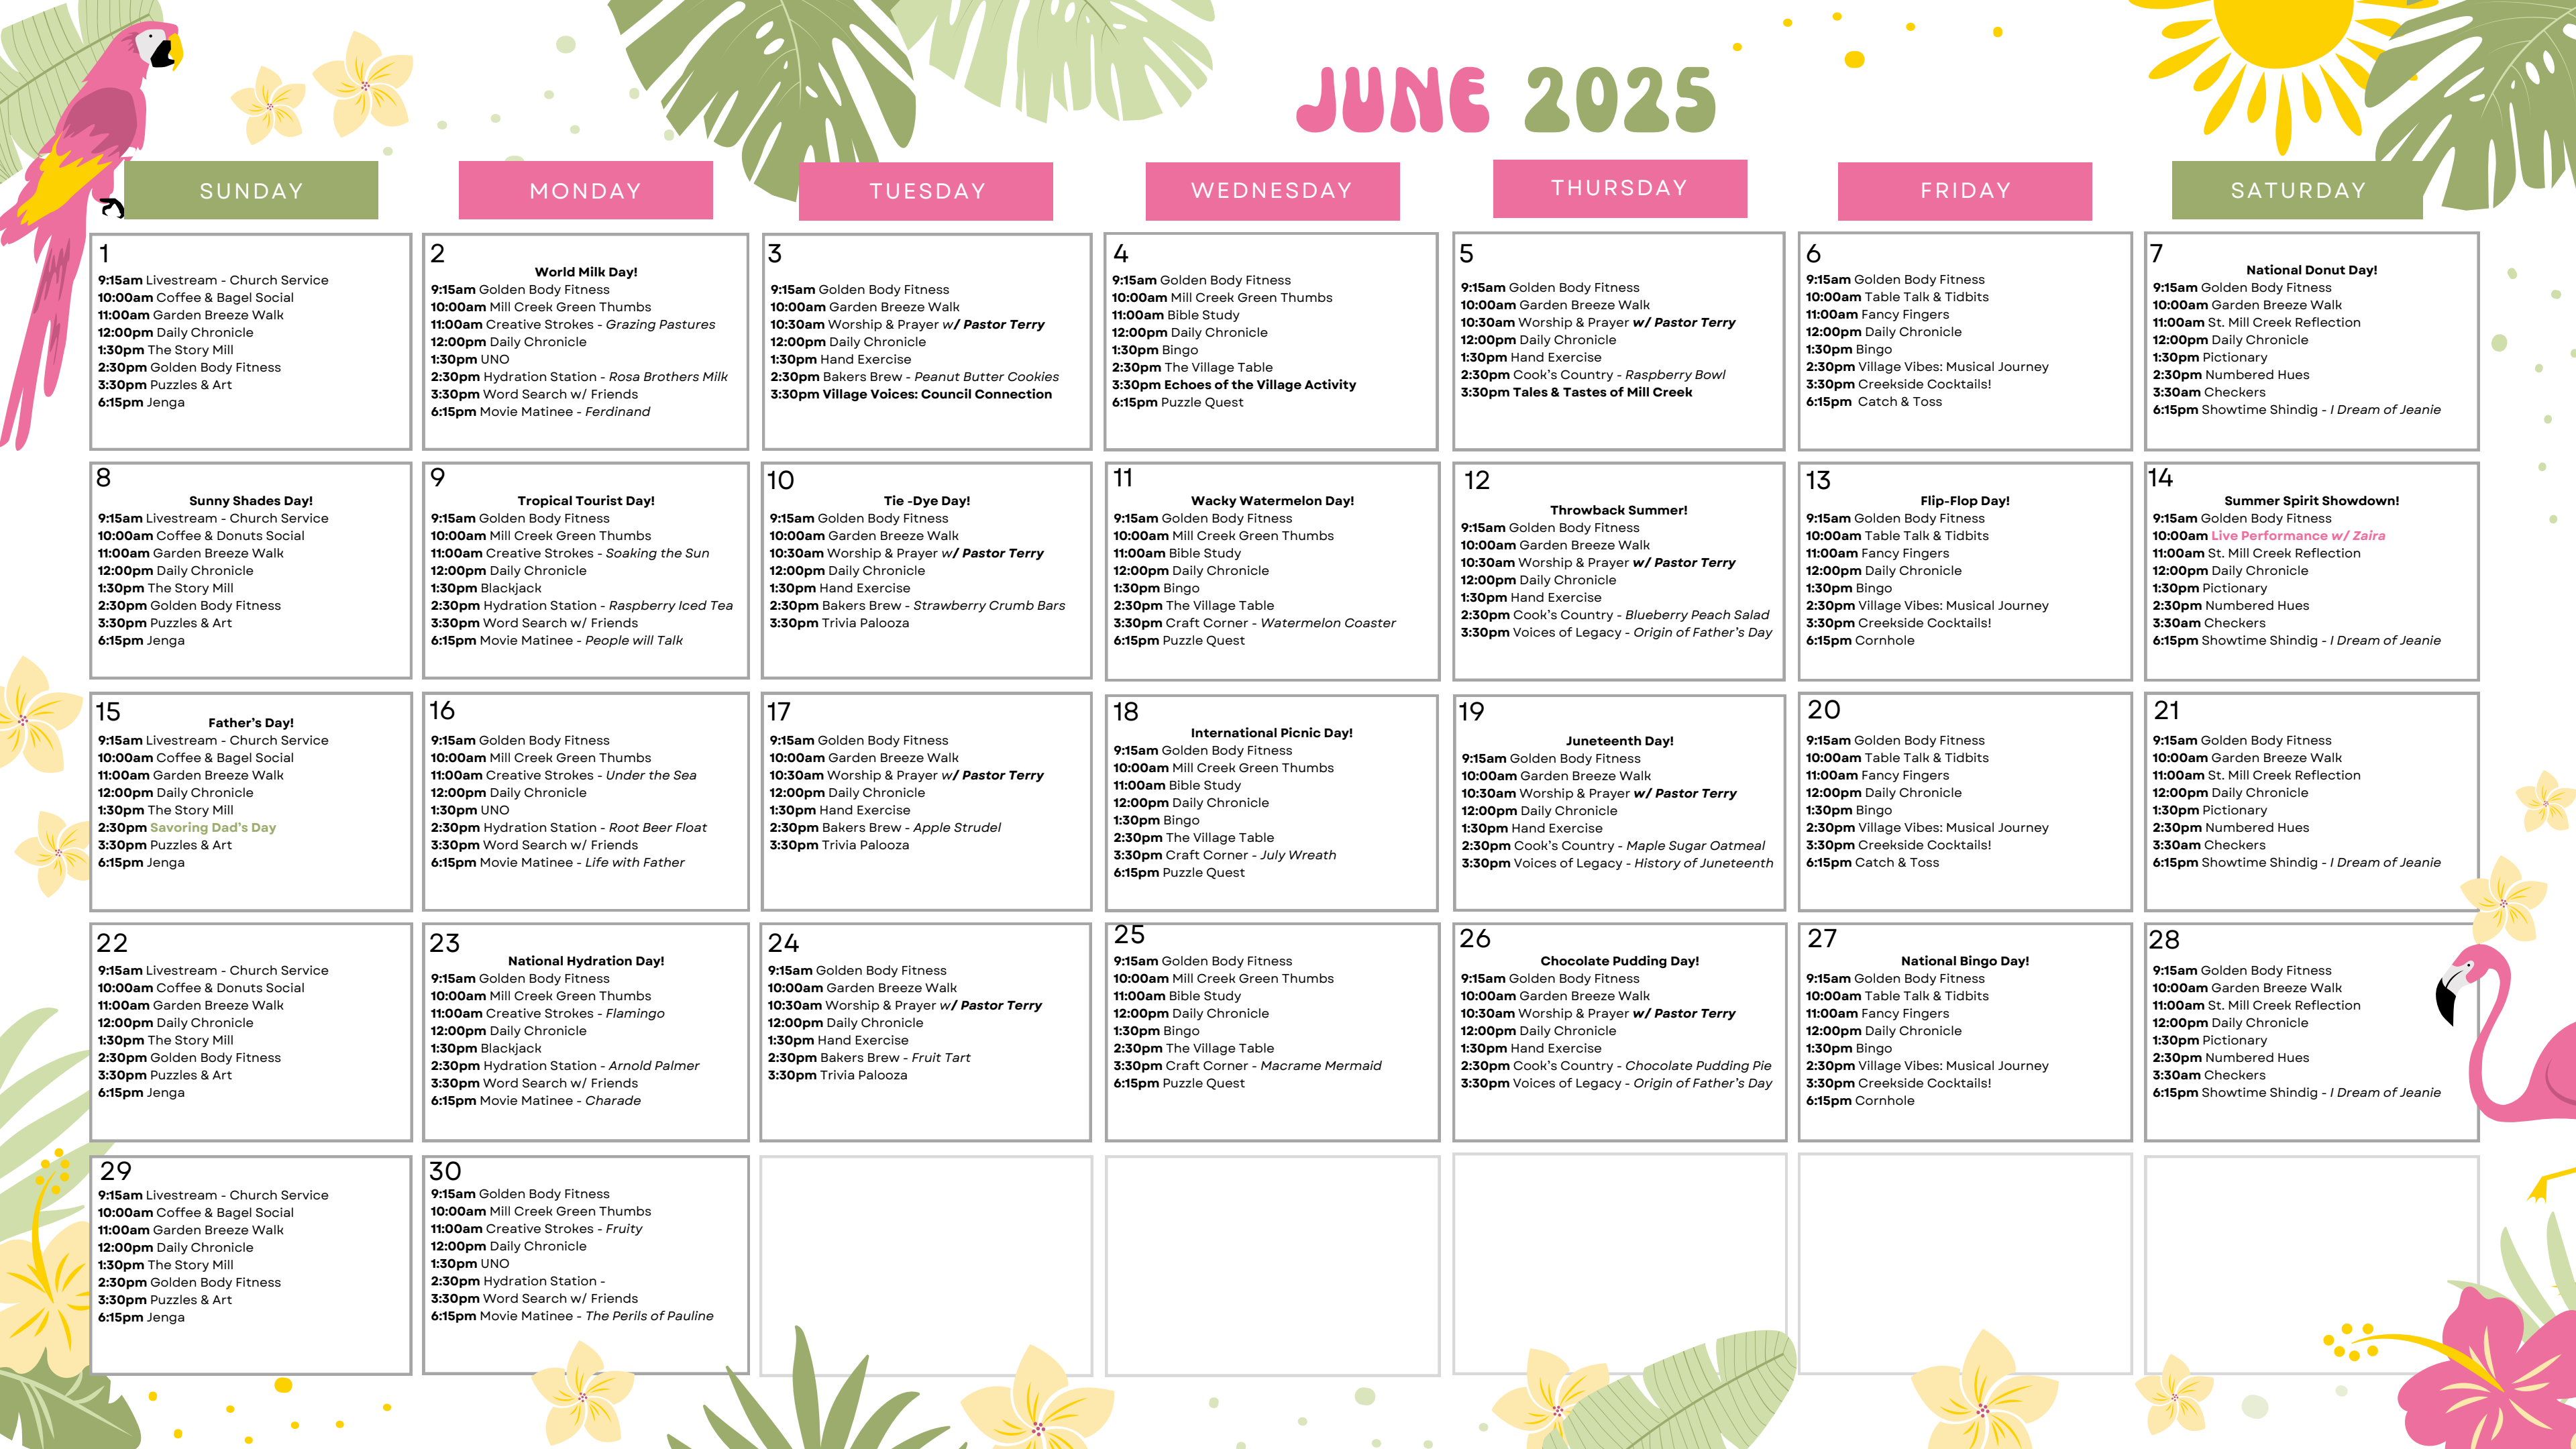 JUNE 2025
SUNDAY
MONDAY
TUESDAY
WEDNESDAY
THURSDAY
FRIDAY
SATURDAY
1
9:15am Livestream - Church Service
10:00am Coffee & Bagel Social
11:00am Garden Breeze Walk
12:00pm Daily Chronicle
1:30pm The Story Mill
2:30pm Golden Body Fitness
3:30pm Puzzles & Art
6:15pm Jenga
2
World Milk Day!
9:15am Golden Body Fitness
10:00am Mill Creek Green Thumbs
11:00am Creative Strokes - Grazing Pastures
12:00pm Daily Chronicle
1:30pm UNO
2:30pm Hydration Station - Rosa Brothers Milk
3:30pm Word Search w/ Friends
6:15pm Movie Matinee - Ferdinand
3
9:15am Golden Body Fitness
10:00am Garden Breeze Walk
10:30am Worship & Prayer w/ Pastor Terry
12:00pm Daily Chronicle
1:30pm Hand Exercise
2:30pm Bakers Brew - Peanut Butter Cookies
3:30pm Village Voices: Council Connection
4
9:15am Golden Body Fitness
10:00am Mill Creek Green Thumbs
11:00am Bible Study
12:00pm Daily Chronicle
1:30pm Bingo
2:30pm The Village Table
3:30pm Echoes of the Village Activity
6:15pm Puzzle Quest
5
9:15am Golden Body Fitness
10:00am Garden Breeze Walk
10:30am Worship & Prayer w/ Pastor Terry
12:00pm Daily Chronicle
1:30pm Hand Exercise
2:30pm Cook's Country - Raspberry Bowl
3:30pm Tales & Tastes of Mill Creek
6
9:15am Golden Body Fitness
10:00am Table Talk & Tidbits
11:00am Fancy Fingers
12:00pm Daily Chronicle
1:30pm Bingo
2:30pm Village Vibes: Musical Journey
3:30pm Creekside Cocktails!
6:15pm Catch & Toss
7
National Donut Day!
9:15am Golden Body Fitness
10:00am Garden Breeze Walk
11:00am St. Mill Creek Reflection
12:00pm Daily Chronicle
1:30pm Pictionary
2:30pm Numbered Hues
3:30am Checkers
6:15pm Showtime Shindig - I Dream of Jeanie
8
Sunny Shades Day!
9:15am Livestream - Church Service
10:00am Coffee & Donuts Social
11:00am Garden Breeze Walk
12:00pm Daily Chronicle
1:30pm The Story Mill
2:30pm Golden Body Fitness
3:30pm Puzzles & Art
6:15pm Jenga
9
Tropical Tourist Day!
9:15am Golden Body Fitness
10:00am Mill Creek Green Thumbs
11:00am Creative Strokes - Soaking the Sun
12:00pm Daily Chronicle
1:30pm Blackjack
2:30pm Hydration Station - Raspberry Iced Tea
3:30pm Word Search w/ Friends
6:15pm Movie Matinee - People will Talk
10
Tie -Dye Day!
9:15am Golden Body Fitness
10:00am Garden Breeze Walk
10:30am Worship & Prayer w/ Pastor Terry
12:00pm Daily Chronicle
1:30pm Hand Exercise
2:30pm Bakers Brew - Strawberry Crumb Bars
3:30pm Trivia Palooza
11
Wacky Watermelon Day!
9:15am Golden Body Fitness
10:00am Mill Creek Green Thumbs
11:00am Bible Study
12:00pm Daily Chronicle
1:30pm Bingo
2:30pm The Village Table
3:30pm Craft Corner - Watermelon Coaster
6:15pm Puzzle Quest
12
Throwback Summer!
9:15am Golden Body Fitness
10:00am Garden Breeze Walk
10:30am Worship & Prayer w/ Pastor Terry
12:00pm Daily Chronicle
1:30pm Hand Exercise
2:30pm Cook's Country - Blueberry Peach Salad
3:30pm Voices of Legacy - Origin of Father's Day
13
Flip-Flop Day!
9:15am Golden Body Fitness
10:00am Table Talk & Tidbits
11:00am Fancy Fingers
12:00pm Daily Chronicle
1:30pm Bingo
2:30pm Village Vibes: Musical Journey
3:30pm Creekside Cocktails!
6:15pm Cornhole
14
Summer Spirit Showdown!
9:15am Golden Body Fitness
10:00am Live Performance w/ Zaira
11:00am St. Mill Creek Reflection
12:00pm Daily Chronicle
1:30pm Pictionary
2:30pm Numbered Hues
3:30am Checkers
6:15pm Showtime Shindig - I Dream of Jeanie
15
Father's Day!
9:15am Livestream - Church Service
10:00am Coffee & Bagel Social
11:00am Garden Breeze Walk
12:00pm Daily Chronicle
1:30pm The Story Mill
2:30pm Savoring Dad's Day
3:30pm Puzzles & Art
6:15pm Jenga
16
9:15am Golden Body Fitness
10:00am Mill Creek Green Thumbs
11:00am Creative Strokes - Under the Sea
12:00pm Daily Chronicle
1:30pm UNO
2:30pm Hydration Station - Root Beer Float
3:30pm Word Search w/ Friends
6:15pm Movie Matinee - Life with Father
17
9:15am Golden Body Fitness
10:00am Garden Breeze Walk
10:30am Worship & Prayer w/ Pastor Terry
12:00pm Daily Chronicle
1:30pm Hand Exercise
2:30pm Bakers Brew - Apple Strudel
3:30pm Trivia Palooza
18
International Picnic Day!
9:15am Golden Body Fitness
10:00am Mill Creek Green Thumbs
11:00am Bible Study
12:00pm Daily Chronicle
1:30pm Bingo
2:30pm The Village Table
3:30pm Craft Corner - July Wreath
6:15pm Puzzle Quest
19
Juneteenth Day!
9:15am Golden Body Fitness
10:00am Garden Breeze Walk
10:30am Worship & Prayer w/ Pastor Terry
12:00pm Daily Chronicle
1:30pm Hand Exercise
2:30pm Cook's Country - Maple Sugar Oatmeal
3:30pm Voices of Legacy - History of Juneteenth
20
9:15am Golden Body Fitness
10:00am Table Talk & Tidbits
11:00am Fancy Fingers
12:00pm Daily Chronicle
1:30pm Bingo
2:30pm Village Vibes: Musical Journey
3:30pm Creekside Cocktails!
6:15pm Catch & Toss
21
9:15am Golden Body Fitness
10:00am Garden Breeze Walk
11:00am St. Mill Creek Reflection
12:00pm Daily Chronicle
1:30pm Pictionary
2:30pm Numbered Hues
3:30am Checkers
6:15pm Showtime Shindig - I Dream of Jeanie
22
9:15am Livestream - Church Service
10:00am Coffee & Donuts Social
11:00am Garden Breeze Walk
12:00pm Daily Chronicle
1:30pm The Story Mill
2:30pm Golden Body Fitness
3:30pm Puzzles & Art
6:15pm Jenga
23
National Hydration Day!
9:15am Golden Body Fitness
10:00am Mill Creek Green Thumbs
11:00am Creative Strokes - Flamingo
12:00pm Daily Chronicle
1:30pm Blackjack
2:30pm Hydration Station - Arnold Palmer
3:30pm Word Search w/ Friends
6:15pm Movie Matinee - Charade
24
9:15am Golden Body Fitness
10:00am Garden Breeze Walk
10:30am Worship & Prayer w/ Pastor Terry
12:00pm Daily Chronicle
1:30pm Hand Exercise
2:30pm Bakers Brew - Fruit Tart
3:30pm Trivia Palooza
25
9:15am Golden Body Fitness
10:00am Mill Creek Green Thumbs
11:00am Bible Study
12:00pm Daily Chronicle
1:30pm Bingo
2:30pm The Village Table
3:30pm Craft Corner - Macrame Mermaid
6:15pm Puzzle Quest
26
Chocolate Pudding Day!
9:15am Golden Body Fitness
10:00am Garden Breeze Walk
10:30am Worship & Prayer w/ Pastor Terry
12:00pm Daily Chronicle
1:30pm Hand Exercise
2:30pm Cook's Country - Chocolate Pudding Pie
3:30pm Voices of Legacy - Origin of Father's Day
27
National Bingo Day!
9:15am Golden Body Fitness
10:00am Table Talk & Tidbits
11:00am Fancy Fingers
12:00pm Daily Chronicle
1:30pm Bingo
2:30pm Village Vibes: Musical Journey
3:30pm Creekside Cocktails!
6:15pm Cornhole
28
9:15am Golden Body Fitness
10:00am Garden Breeze Walk
11:00am St. Mill Creek Reflection
12:00pm Daily Chronicle
1:30pm Pictionary
2:30pm Numbered Hues
3:30am Checkers
6:15pm Showtime Shindig - I Dream of Jeanie
29
9:15am Livestream - Church Service
10:00am Coffee & Bagel Social
11:00am Garden Breeze Walk
12:00pm Daily Chronicle
1:30pm The Story Mill
2:30pm Golden Body Fitness
3:30pm Puzzles & Art
6:15pm Jenga
30
9:15am Golden Body Fitness
10:00am Mill Creek Green Thumbs
11:00am Creative Strokes - Fruity
12:00pm Daily Chronicle
1:30pm UNO
2:30pm Hydration Station -
3:30pm Word Search w/ Friends
6:15pm Movie Matinee - The Perils of Pauline